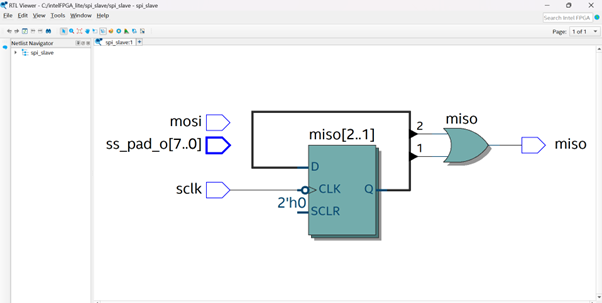 RTL Viewer - C:/intelFPGA_lite/spi_slave/spi_slave - spi_slave
File Edit View Tools Window Help
Search Intel FPGA
Page: 1 of 1
Netlist Navigator
spi_slave:1
spi_slave
mosi
ss_pad_o[7..0]
sclk
miso[2..1]
D
CLK
Q
2'h0
SCLR
2
1
miso
miso